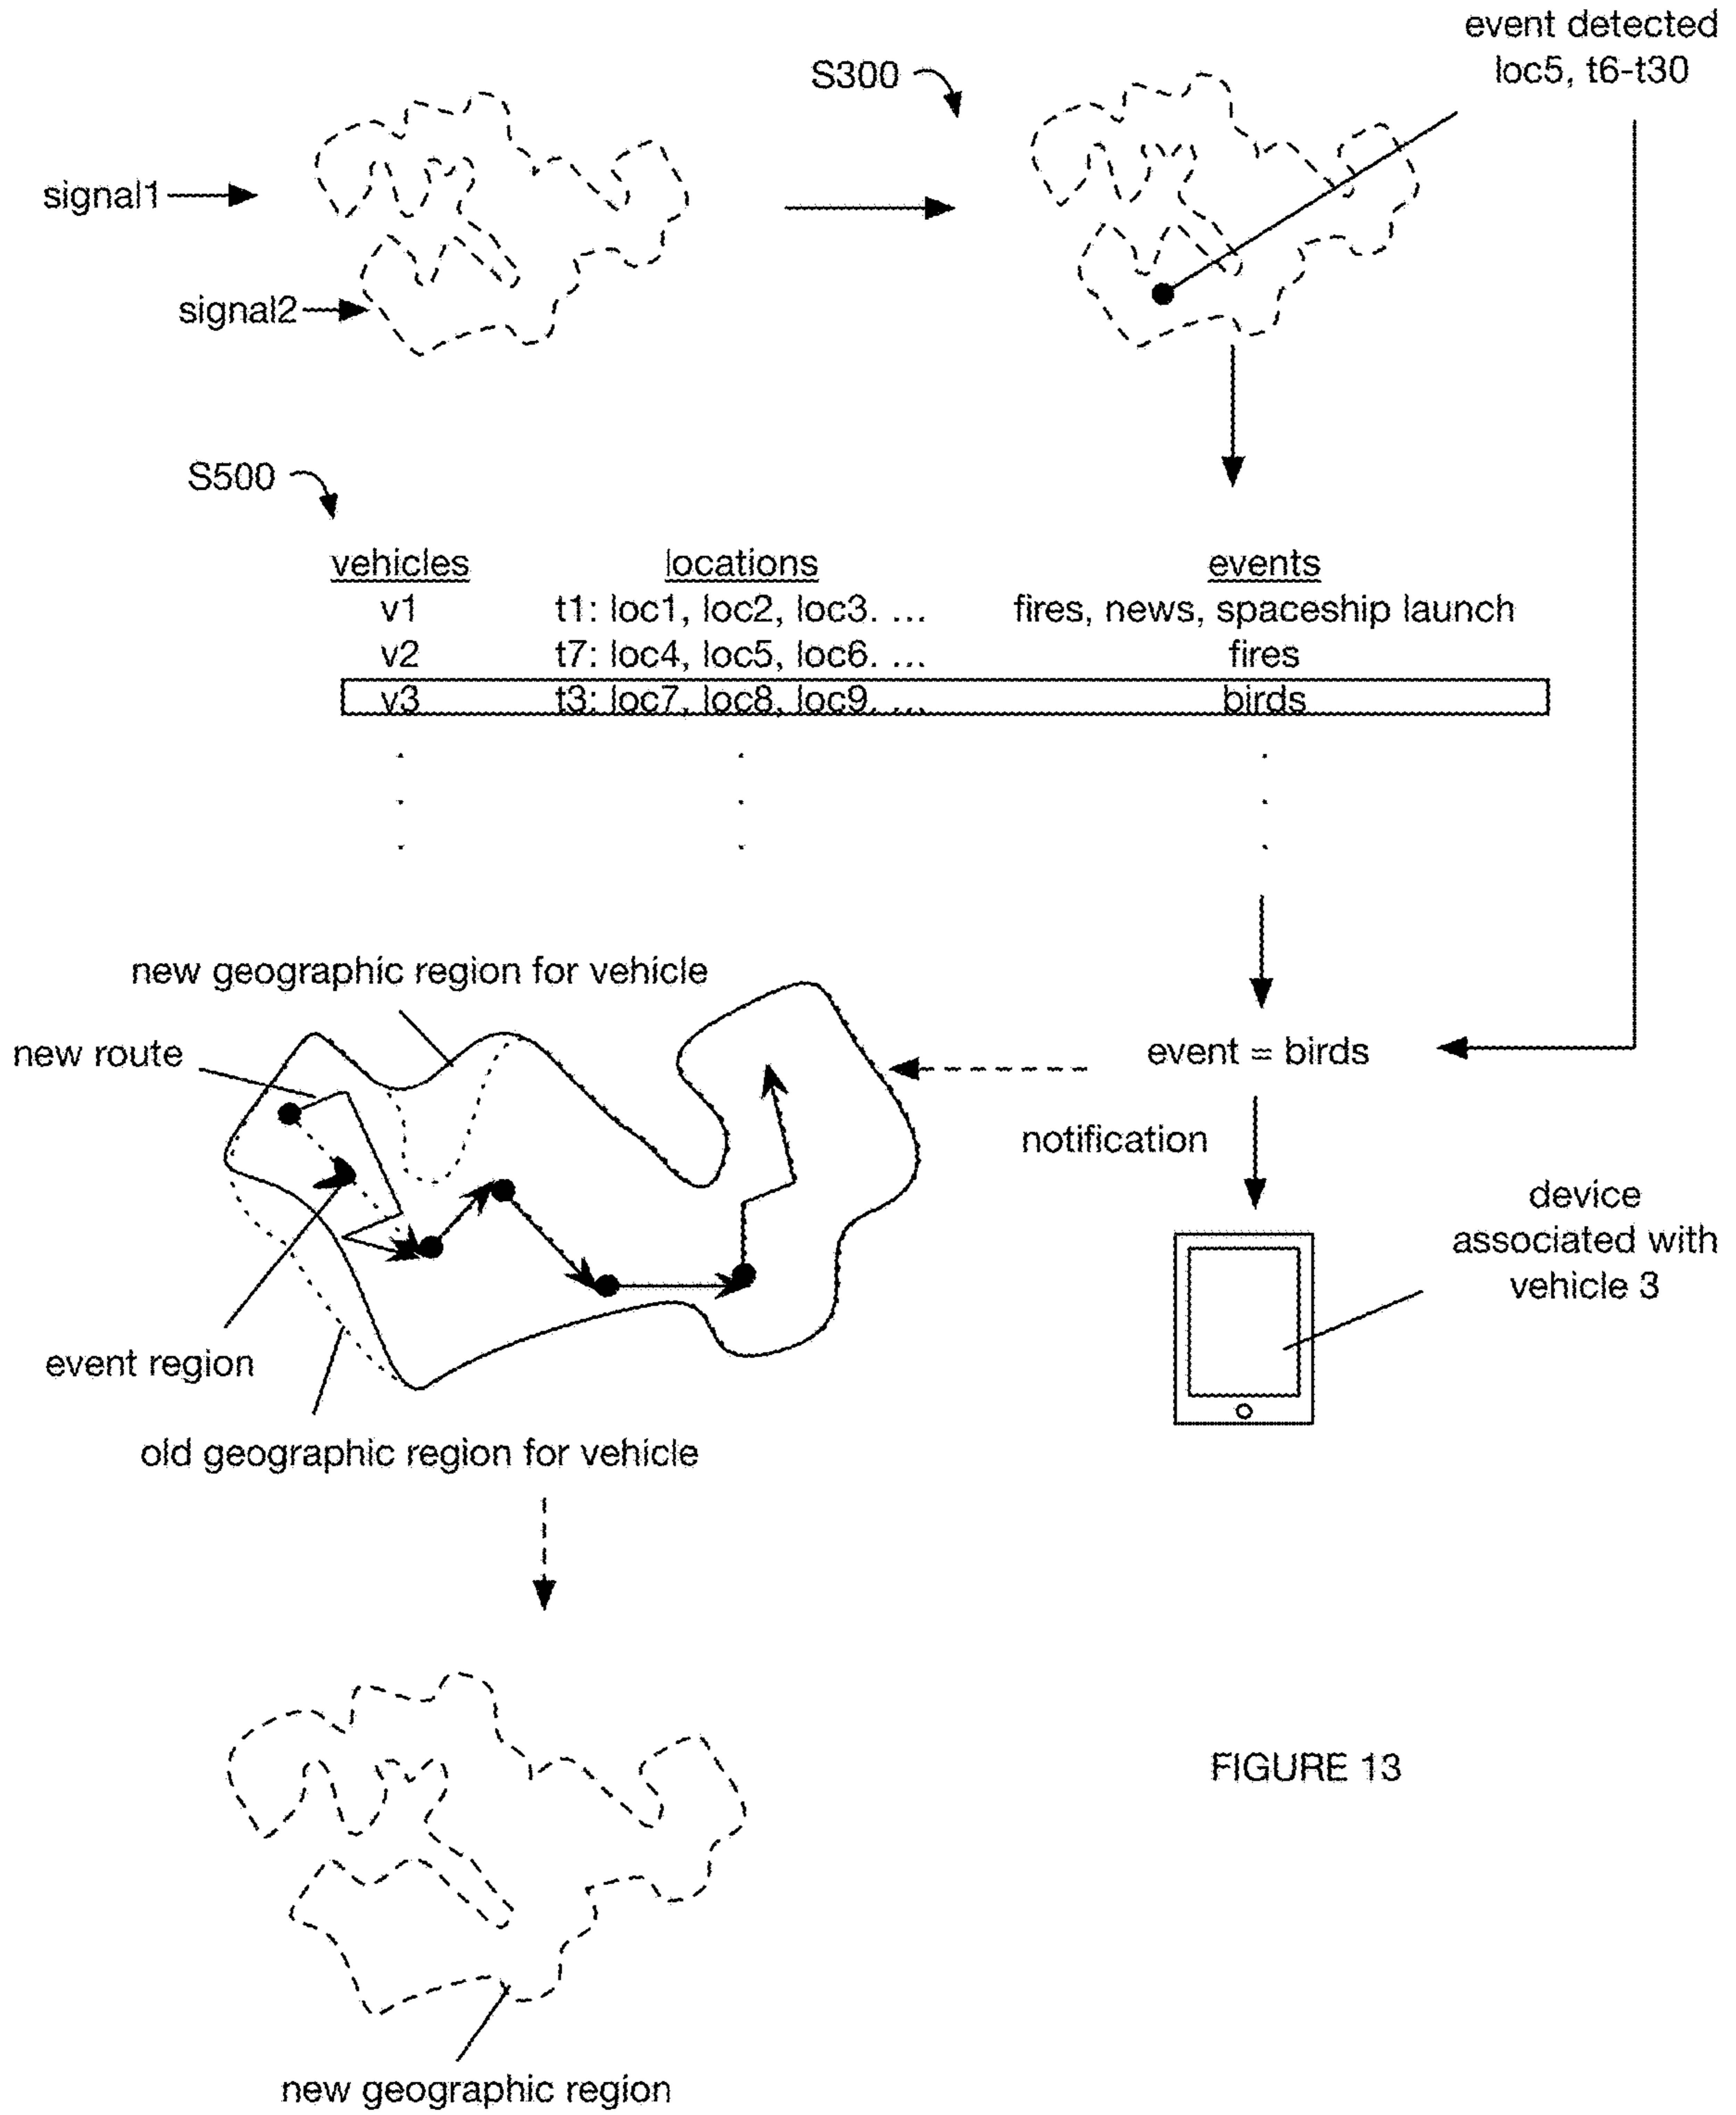 event detected
loc5, t6-t30
S300
signal1
signal2
S500
vehicles locations events
v1 t1: loc1, loc2, loc3. ... fires, news, spaceship launch
v2 t7: loc4, loc5, loc6. ... fires
v3 t3: loc7, loc8, loc9. ... birds
new geographic region for vehicle
new route
event = birds
notification
device
associated with
vehicle 3
event region
old geographic region for vehicle
FIGURE 13
new geographic region